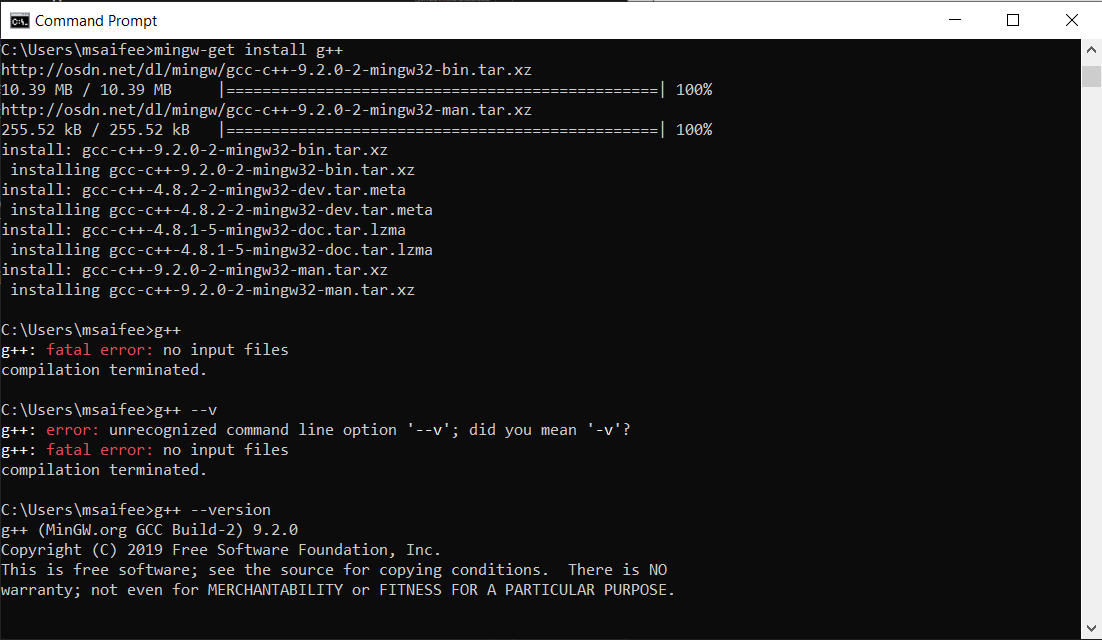 Command Prompt
C:\Users\msaifee>mingw-get install g++
http://osdn.net/dl/mingw/gcc-c++-9.2.0-2-mingw32-bin.tar.xz
10.39 MB / 10.39 MB     |================================================| 100%
http://osdn.net/dl/mingw/gcc-c++-9.2.0-2-mingw32-man.tar.xz
255.52 kB / 255.52 kB   |================================================| 100%
install: gcc-c++-9.2.0-2-mingw32-bin.tar.xz
 installing gcc-c++-9.2.0-2-mingw32-bin.tar.xz
install: gcc-c++-4.8.2-2-mingw32-dev.tar.meta
 installing gcc-c++-4.8.2-2-mingw32-dev.tar.meta
install: gcc-c++-4.8.1-5-mingw32-doc.tar.lzma
 installing gcc-c++-4.8.1-5-mingw32-doc.tar.lzma
install: gcc-c++-9.2.0-2-mingw32-man.tar.xz
 installing gcc-c++-9.2.0-2-mingw32-man.tar.xz
C:\Users\msaifee>g++
g++: fatal error: no input files
compilation terminated.
C:\Users\msaifee>g++ --v
g++: error: unrecognized command line option '--v'; did you mean '-v'?
g++: fatal error: no input files
compilation terminated.
C:\Users\msaifee>g++ --version
g++ (MinGW.org GCC Build-2) 9.2.0
Copyright (C) 2019 Free Software Foundation, Inc.
This is free software; see the source for copying conditions.  There is NO
warranty; not even for MERCHANTABILITY or FITNESS FOR A PARTICULAR PURPOSE.